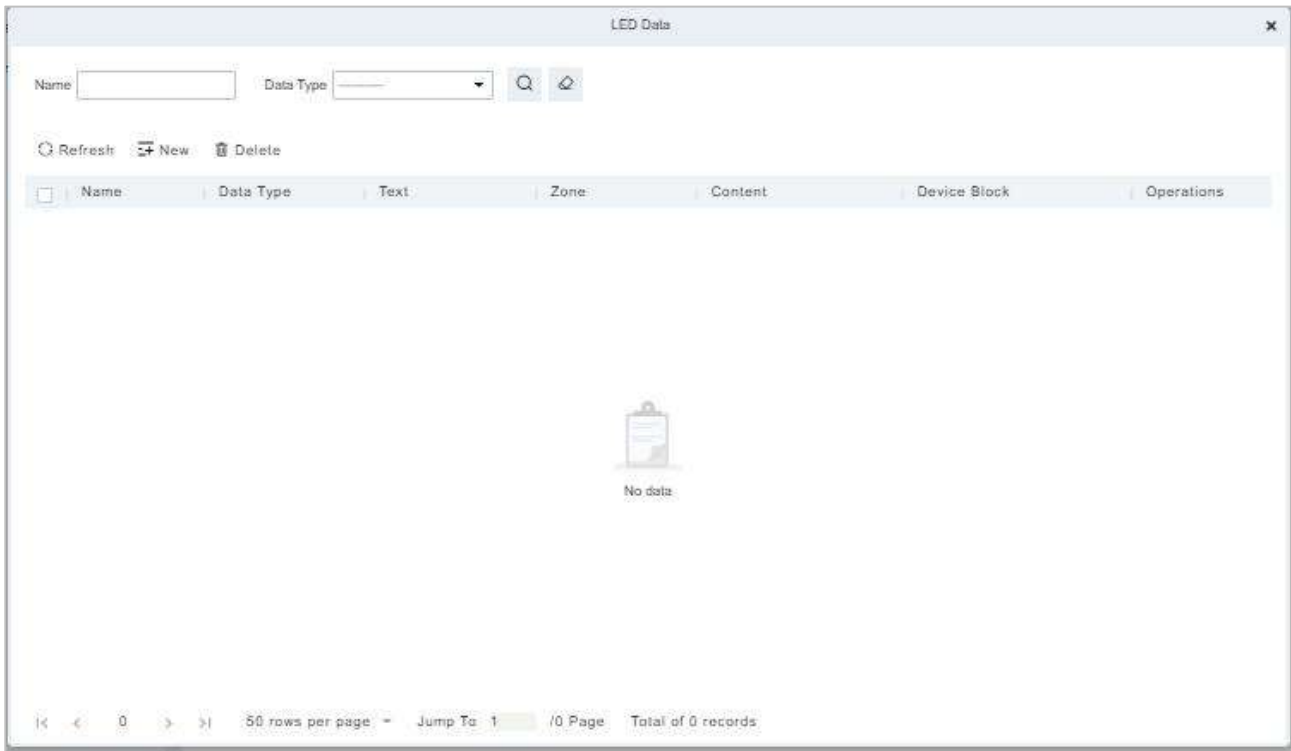 LED Data
Name Data Type ----------
Refresh New Delete
Name Data Type Text Zone Content Device Block Operations
No data
0 50 rows per page Jump To 1 /0 Page Total of 0 records